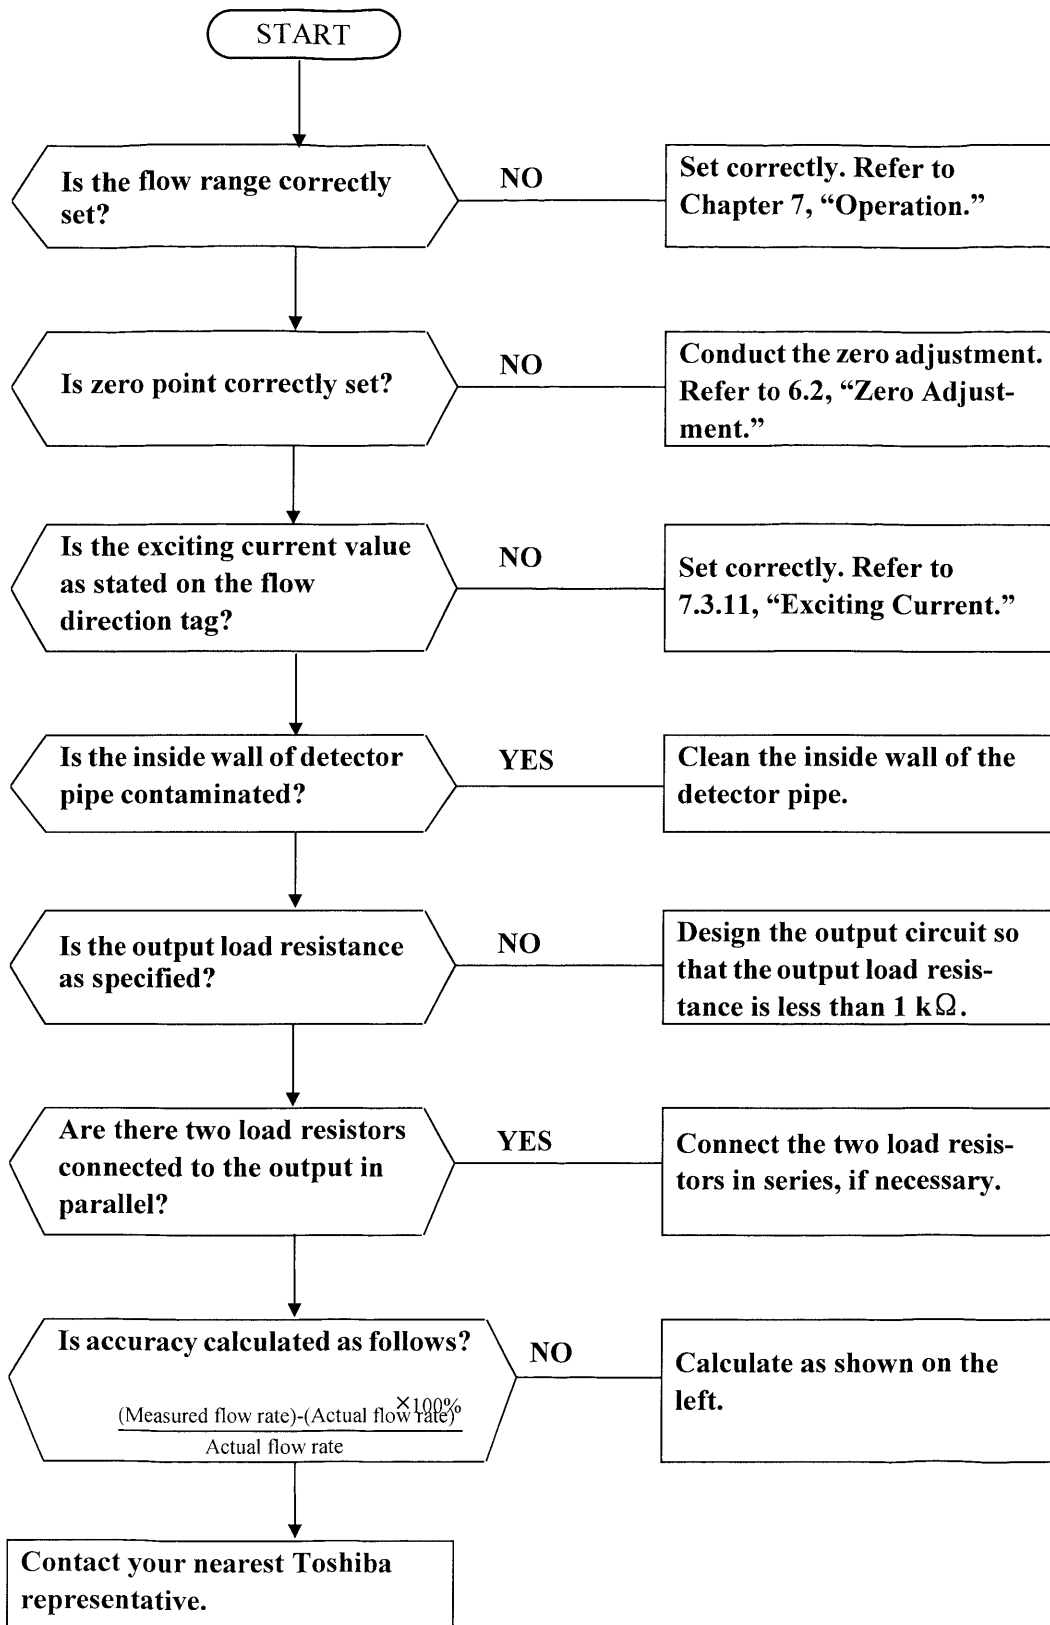 START
Is the flow range correctly
set?
NO
Set correctly. Refer to
Chapter 7, “Operation.”
Is zero point correctly set?
NO
Conduct the zero adjustment.
Refer to 6.2, “Zero Adjust-
ment.”
Is the exciting current value
as stated on the flow
direction tag?
NO
Set correctly. Refer to
7.3.11, “Exciting Current.”
Is the inside wall of detector
pipe contaminated?
YES
Clean the inside wall of the
detector pipe.
Is the output load resistance
as specified?
NO
Design the output circuit so
that the output load resis-
tance is less than 1 kΩ.
Are there two load resistors
connected to the output in
parallel?
YES
Connect the two load resis-
tors in series, if necessary.
Is accuracy calculated as follows?
NO
Calculate as shown on the
left.
×100%
(Measured flow rate)-(Actual flow rate)
Actual flow rate
Contact your nearest Toshiba
representative.